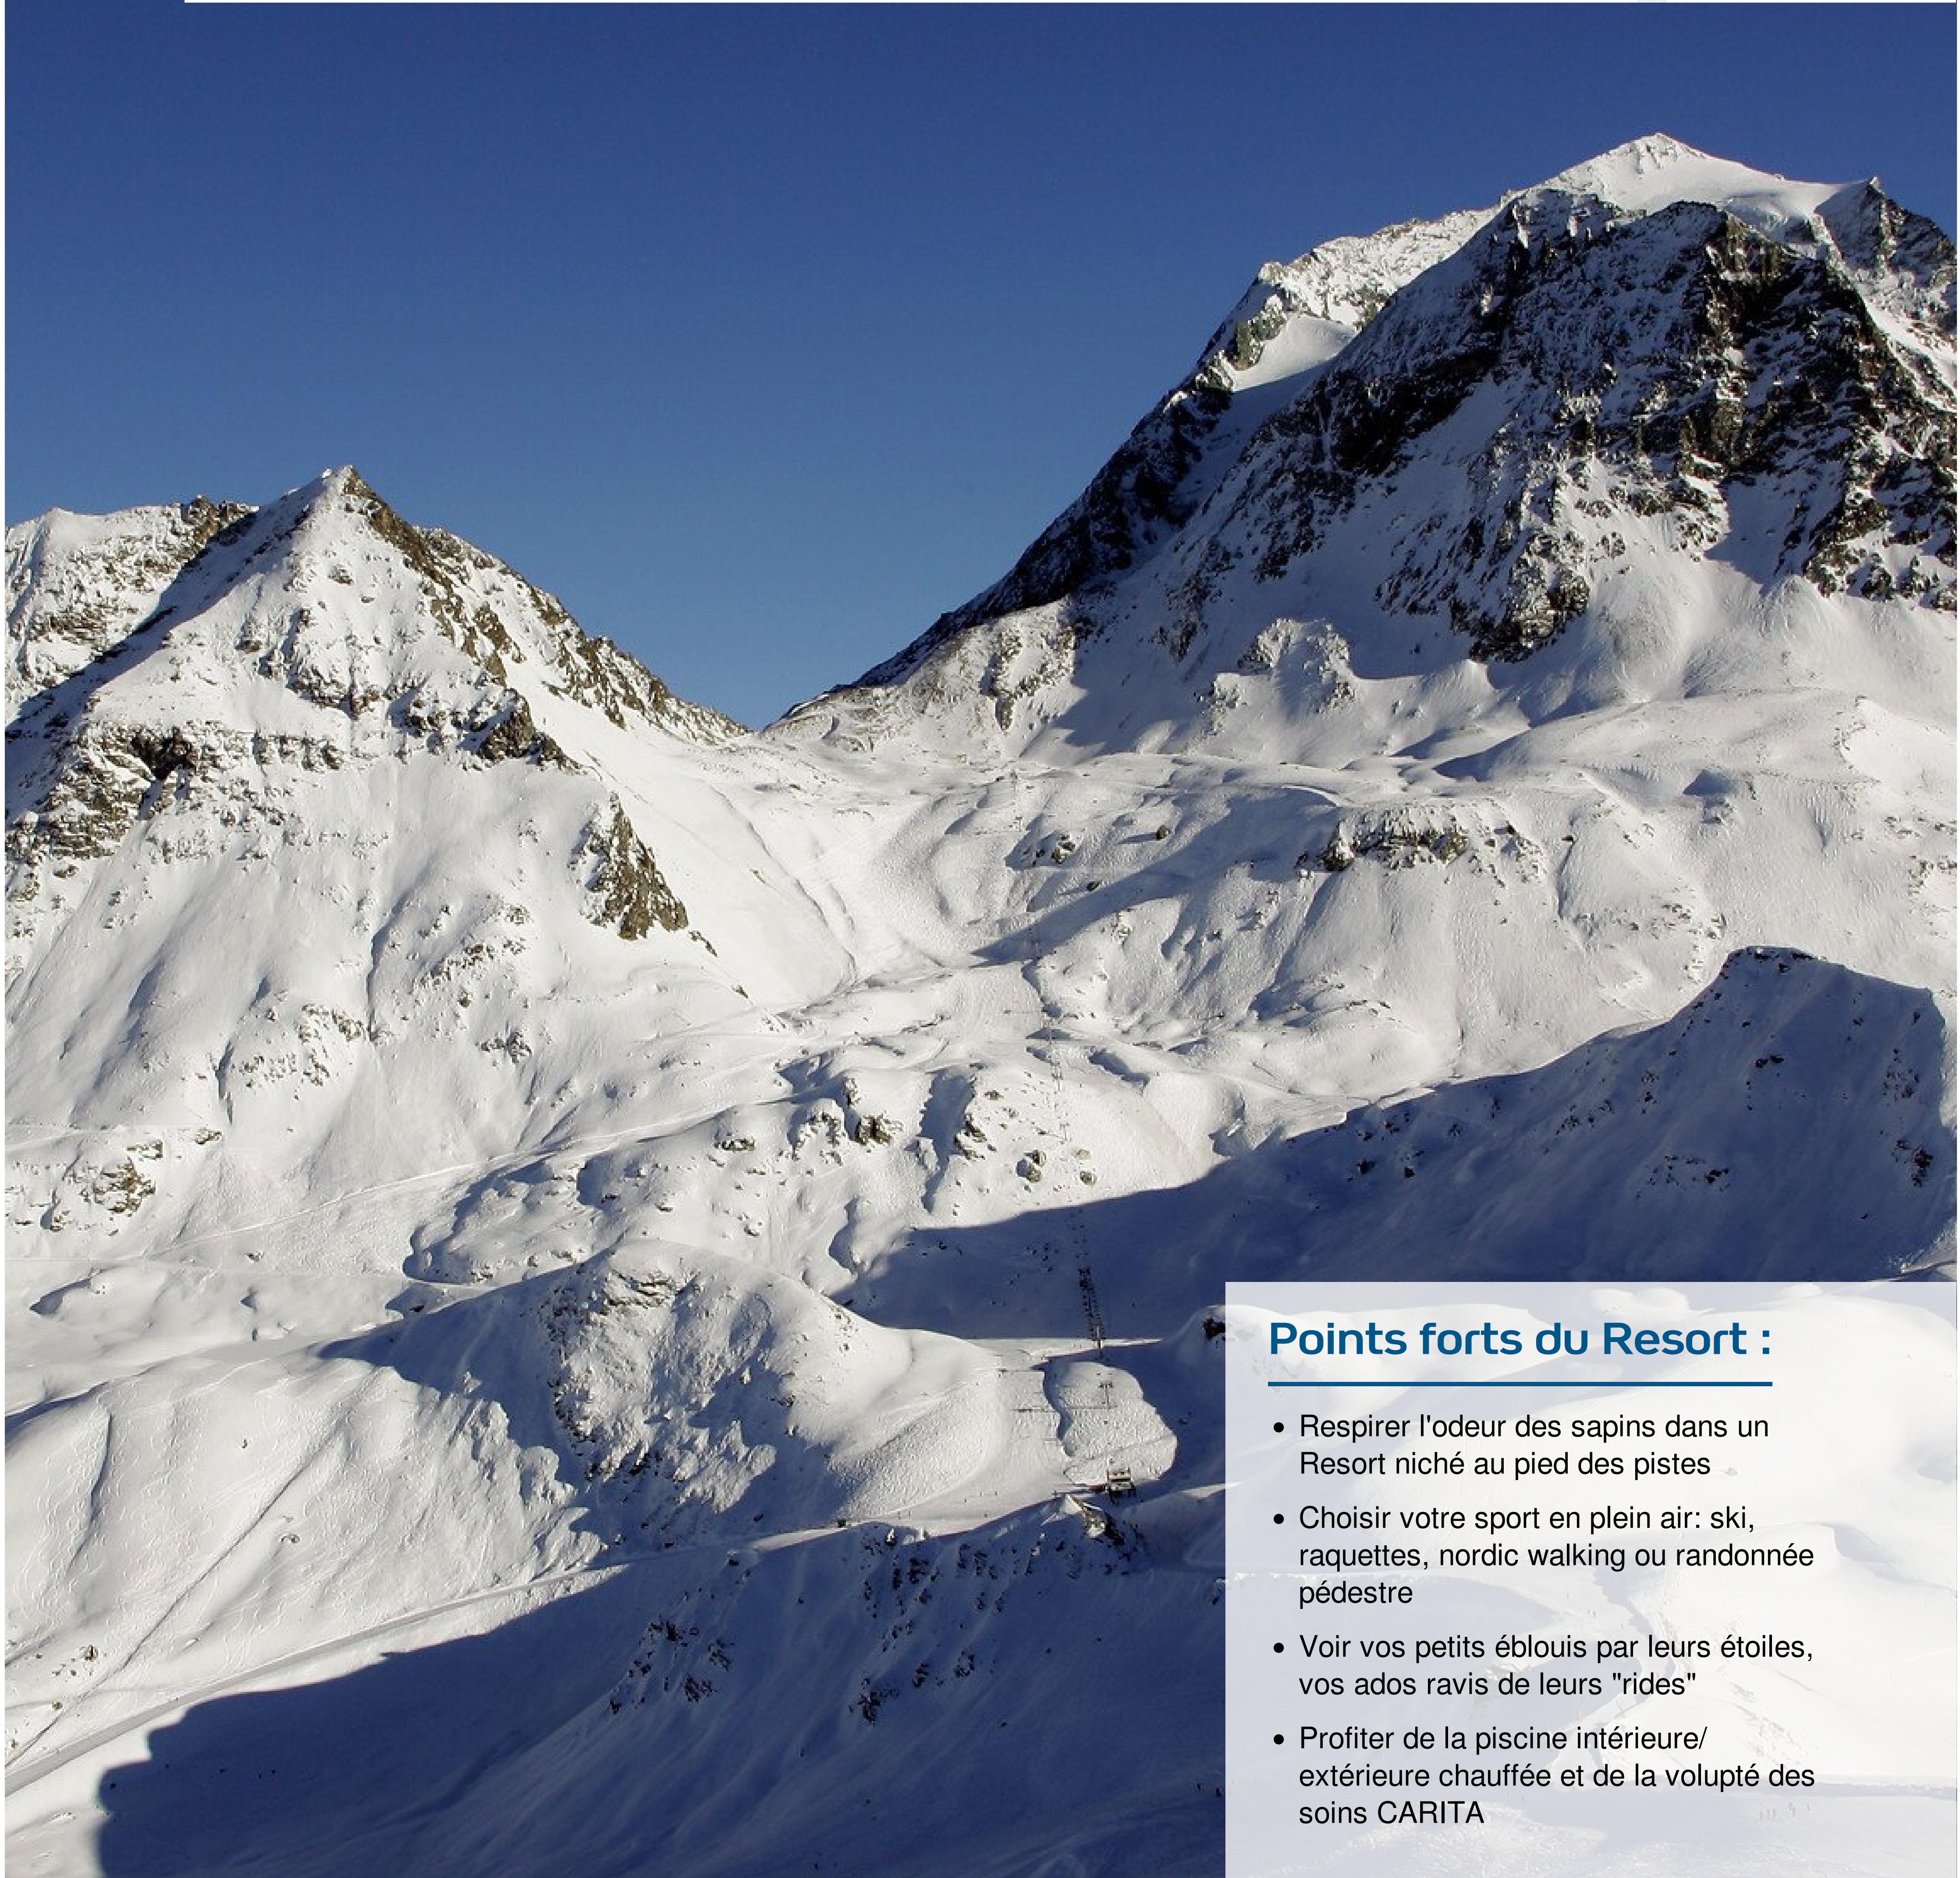 Points forts du Resort :
• Respirer l'odeur des sapins dans un
Resort niché au pied des pistes
• Choisir votre sport en plein air: ski,
raquettes, nordic walking ou randonnée
pédestre
• Voir vos petits éblouis par leurs étoiles,
vos ados ravis de leurs "rides"
• Profiter de la piscine intérieure/
extérieure chauffée et de la volupté des
soins CARITA